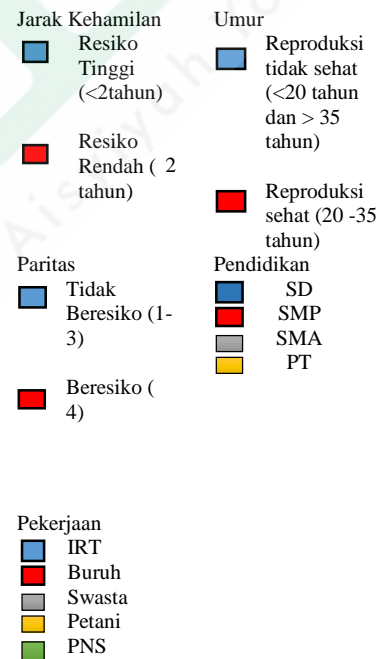 Jarak Kehamilan
Resiko
Tinggi
(<2tahun)
Resiko
Rendah ( 2
tahun)
Umur
Reproduksi
tidak sehat
(<20 tahun
dan > 35
tahun)
Reproduksi
sehat (20 -35
tahun)
Paritas
Tidak
Beresiko (1-
3)
Beresiko (
4)
Pendidikan
SD
SMP
SMA
PT
Pekerjaan
IRT
Buruh
Swasta
Petani
PNS